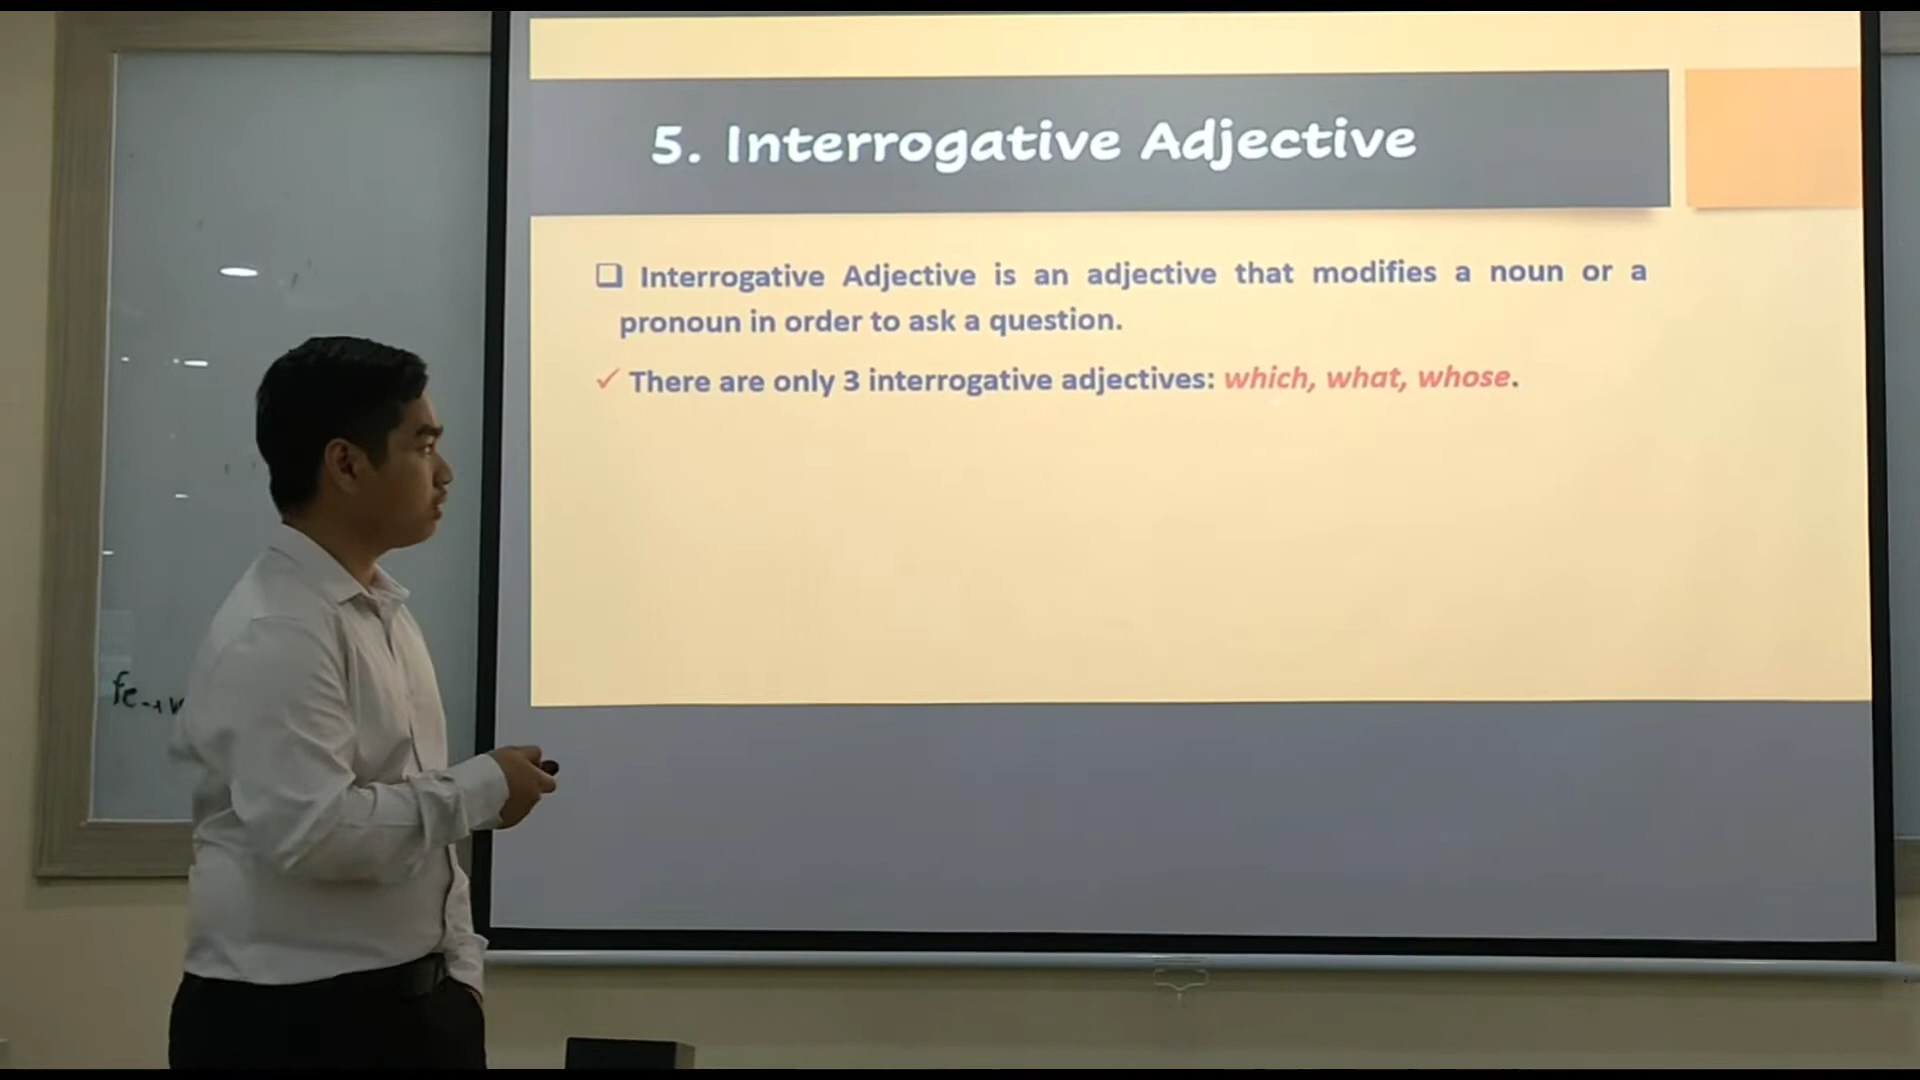 5. Interrogative Adjective
❑ Interrogative Adjective is an adjective that modifies a noun or a
pronoun in order to ask a question.
✓ There are only 3 interrogative adjectives: which, what, whose.